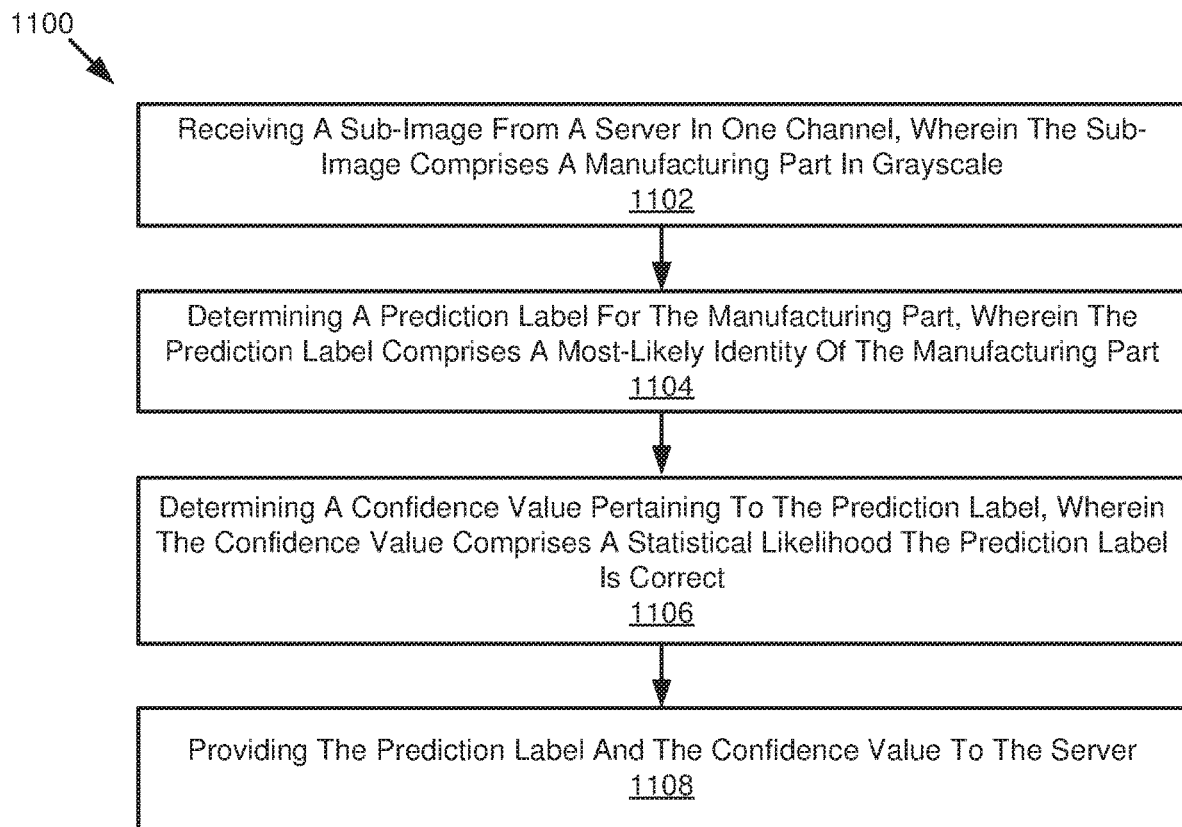 1100
Receiving A Sub-Image From A Server In One Channel, Wherein The Sub-
Image Comprises A Manufacturing Part In Grayscale
1102
Determining A Prediction Label For The Manufacturing Part, Wherein The
Prediction Label Comprises A Most-Likely Identity Of The Manufacturing Part
1104
Determining A Confidence Value Pertaining To The Prediction Label, Wherein
The Confidence Value Comprises A Statistical Likelihood The Prediction Label
Is Correct
1106
Providing The Prediction Label And The Confidence Value To The Server
1108